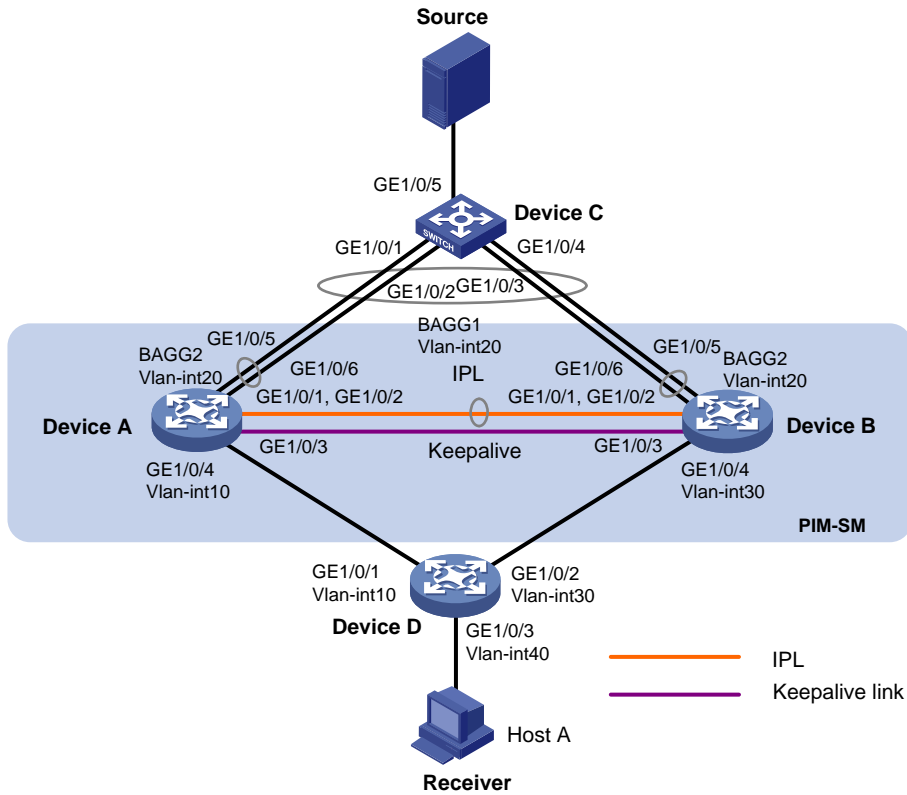 Source
GE1/0/5
Device C
SWITCH
GE1/0/1
GE1/0/4
GE1/0/2
GE1/0/3
BAGG1
Vlan-int20
GE1/0/5
BAGG2
Vlan-int20
GE1/0/6
IPL
GE1/0/6
GE1/0/5
BAGG2
Vlan-int20
GE1/0/1, GE1/0/2
GE1/0/1, GE1/0/2
Device A
Device B
GE1/0/3
Keepalive
GE1/0/3
GE1/0/4
Vlan-int10
GE1/0/4
Vlan-int30
PIM-SM
GE1/0/1
Vlan-int10
GE1/0/2
Vlan-int30
Device D
GE1/0/3
Vlan-int40
IPL
Keepalive link
Host A
Receiver